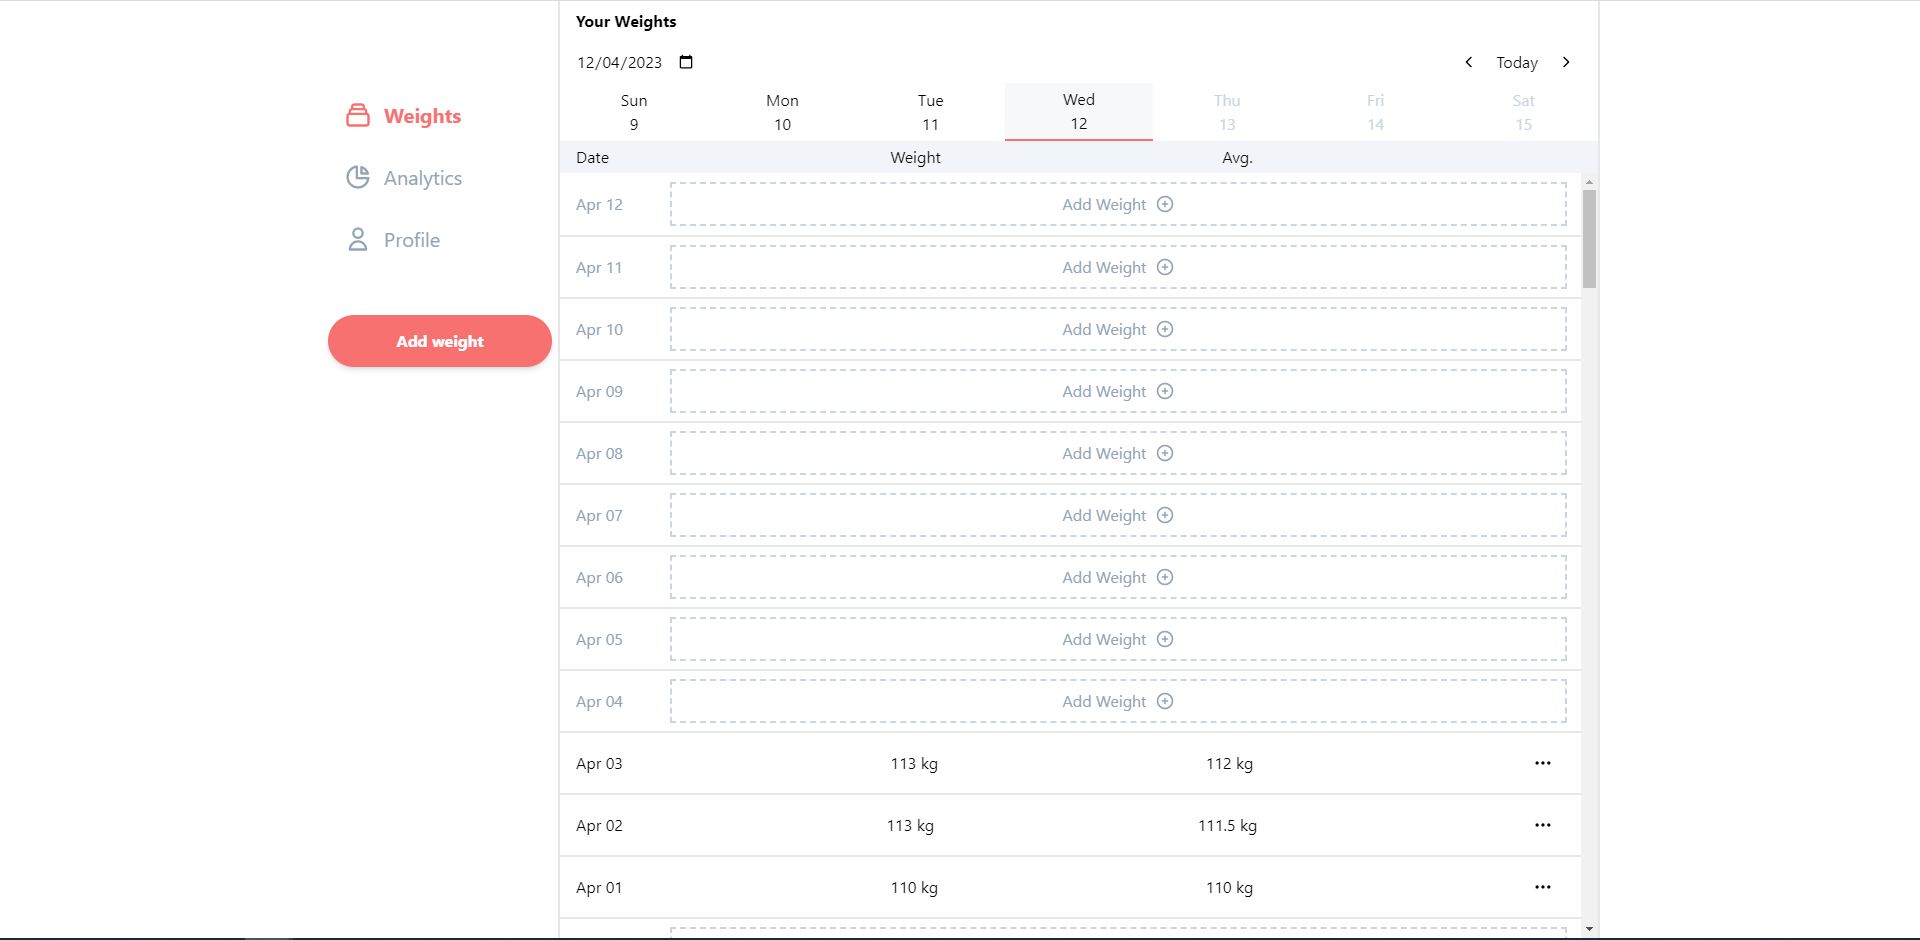 Weights
Analytics
Profile
Add weight
Your Weights
12/04/2023
Today
Sun Mon Tue Wed Thu Fri Sat
9 10 11 12 13 14 15
Date Weight Avg.
Apr 12 Add Weight
Apr 11 Add Weight
Apr 10 Add Weight
Apr 09 Add Weight
Apr 08 Add Weight
Apr 07 Add Weight
Apr 06 Add Weight
Apr 05 Add Weight
Apr 04 Add Weight
Apr 03 113 kg 112 kg
Apr 02 113 kg 111.5 kg
Apr 01 110 kg 110 kg